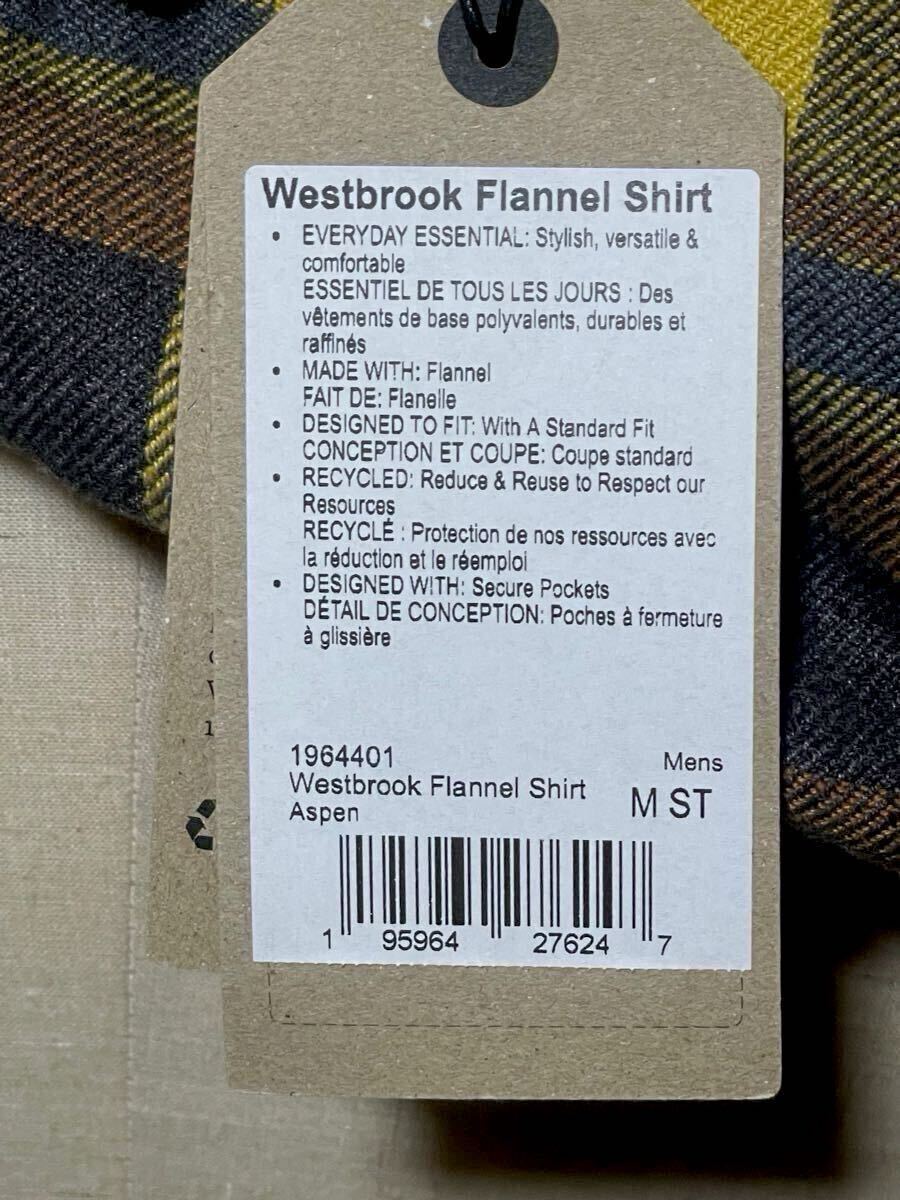 Westbrook Flannel Shirt
• EVERYDAY ESSENTIAL: Stylish, versatile &
comfortable
ESSENTIEL DE TOUS LES JOURS : Des
vêtements de base polyvalents, durables et
raffinés
• MADE WITH: Flannel
FAIT DE: Flanelle
• DESIGNED TO FIT: With A Standard Fit
CONCEPTION ET COUPE: Coupe standard
• RECYCLED: Reduce & Reuse to Respect our
Resources
RECYCLÉ : Protection de nos ressources avec
la réduction et le réemploi
• DESIGNED WITH: Secure Pockets
DÉTAIL DE CONCEPTION: Poches à fermeture
à glissière
1964401 Mens
Westbrook Flannel Shirt M ST
Aspen
1 95964 27624 7